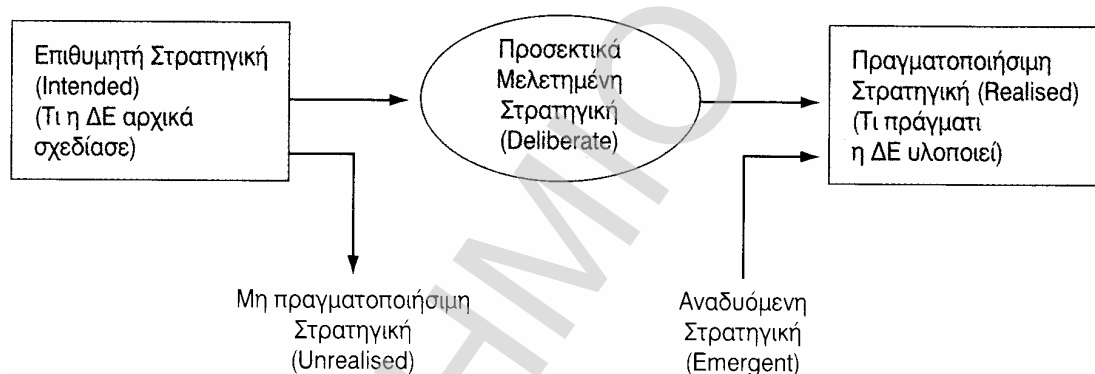 Επιθυμητή Στρατηγική
(Intended)
(Τι η ΔΕ αρχικά
σχεδίασε)
Προσεκτικά
Μελετημένη
Στρατηγική
(Deliberate)
Πραγματοποιήσιμη
Στρατηγική (Realised)
(Τι πράγματι
η ΔΕ υλοποιεί)
Μη πραγματοποιήσιμη
Στρατηγική
(Unrealised)
Αναδυόμενη
Στρατηγική
(Emergent)